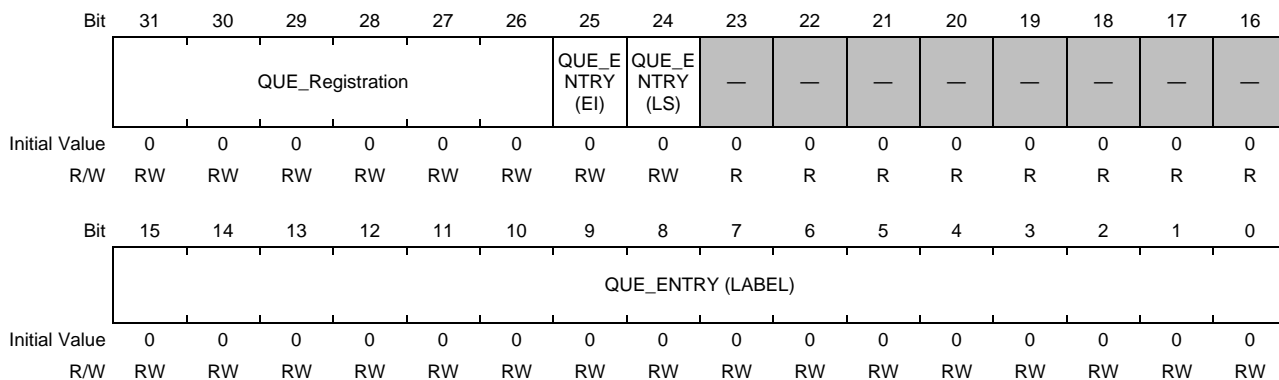 Bit 31 30 29 28 27 26 25 24 23 22 21 20 19 18 17 16
QUE_Registration
QUE_E
NTRY
(EI)
QUE_E
NTRY
(LS)
— — — — — — — —
Initial Value 0 0 0 0 0 0 0 0 0 0 0 0 0 0 0 0
R/W RW RW RW RW RW RW RW RW R R R R R R R R
Bit 15 14 13 12 11 10 9 8 7 6 5 4 3 2 1 0
QUE_ENTRY (LABEL)
Initial Value 0 0 0 0 0 0 0 0 0 0 0 0 0 0 0 0
R/W RW RW RW RW RW RW RW RW RW RW RW RW RW RW RW RW